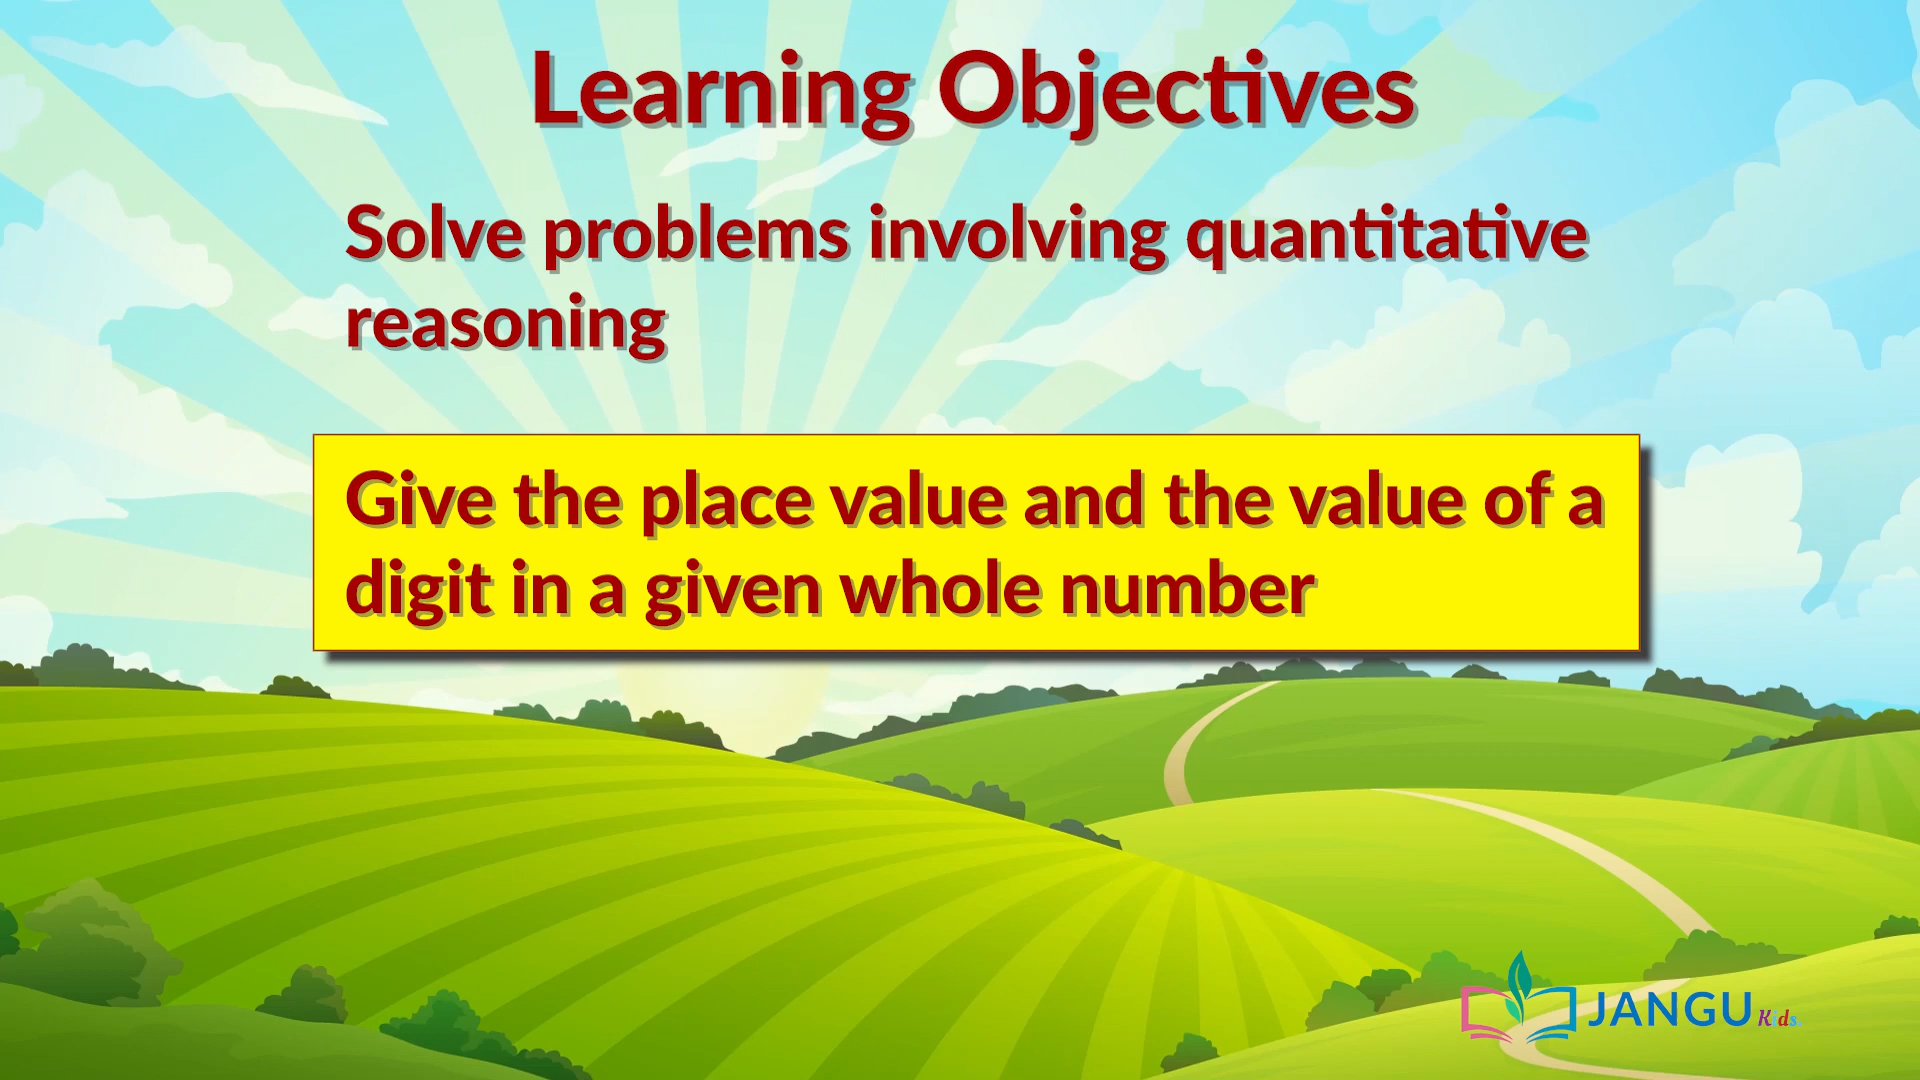 Learning Objectives
Solve problems involving quantitative
reasoning
Give the place value and the value of a
digit in a given whole number
JANGU Kids.